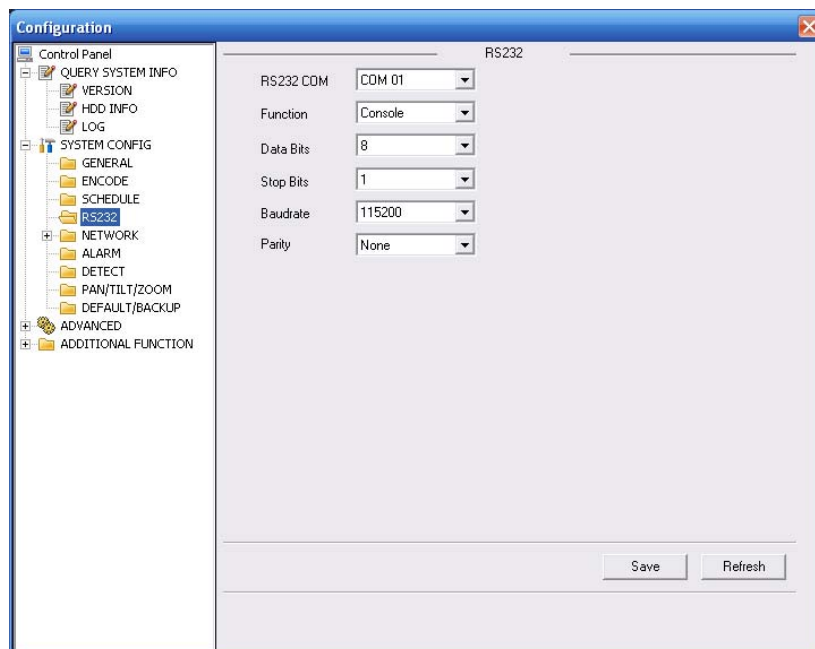 Configuration
Control Panel
QUERY SYSTEM INFO
VERSION
HDD INFO
LOG
SYSTEM CONFIG
GENERAL
ENCODE
SCHEDULE
RS232
NETWORK
ALARM
DETECT
PAN/TILT/ZOOM
DEFAULT/BACKUP
ADVANCED
ADDITIONAL FUNCTION
RS232
RS232 COM COM 01
Function Console
Data Bits 8
Stop Bits 1
Baudrate 115200
Parity None
Save Refresh